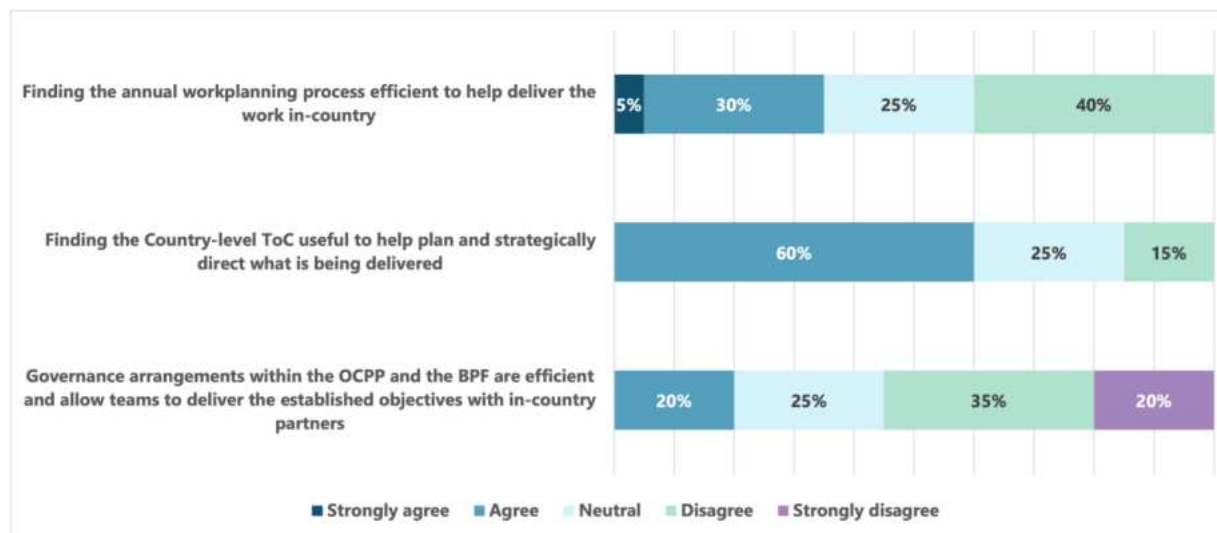 Finding the annual workplanning process efficient to help deliver the
work in-country
5% 30% 25% 40%
Finding the Country-level ToC useful to help plan and strategically
direct what is being delivered
60% 25% 15%
Governance arrangements within the OCPP and the BPF are efficient
and allow teams to deliver the established objectives with in-country
partners
20% 25% 35% 20%
Strongly agree Agree Neutral Disagree Strongly disagree